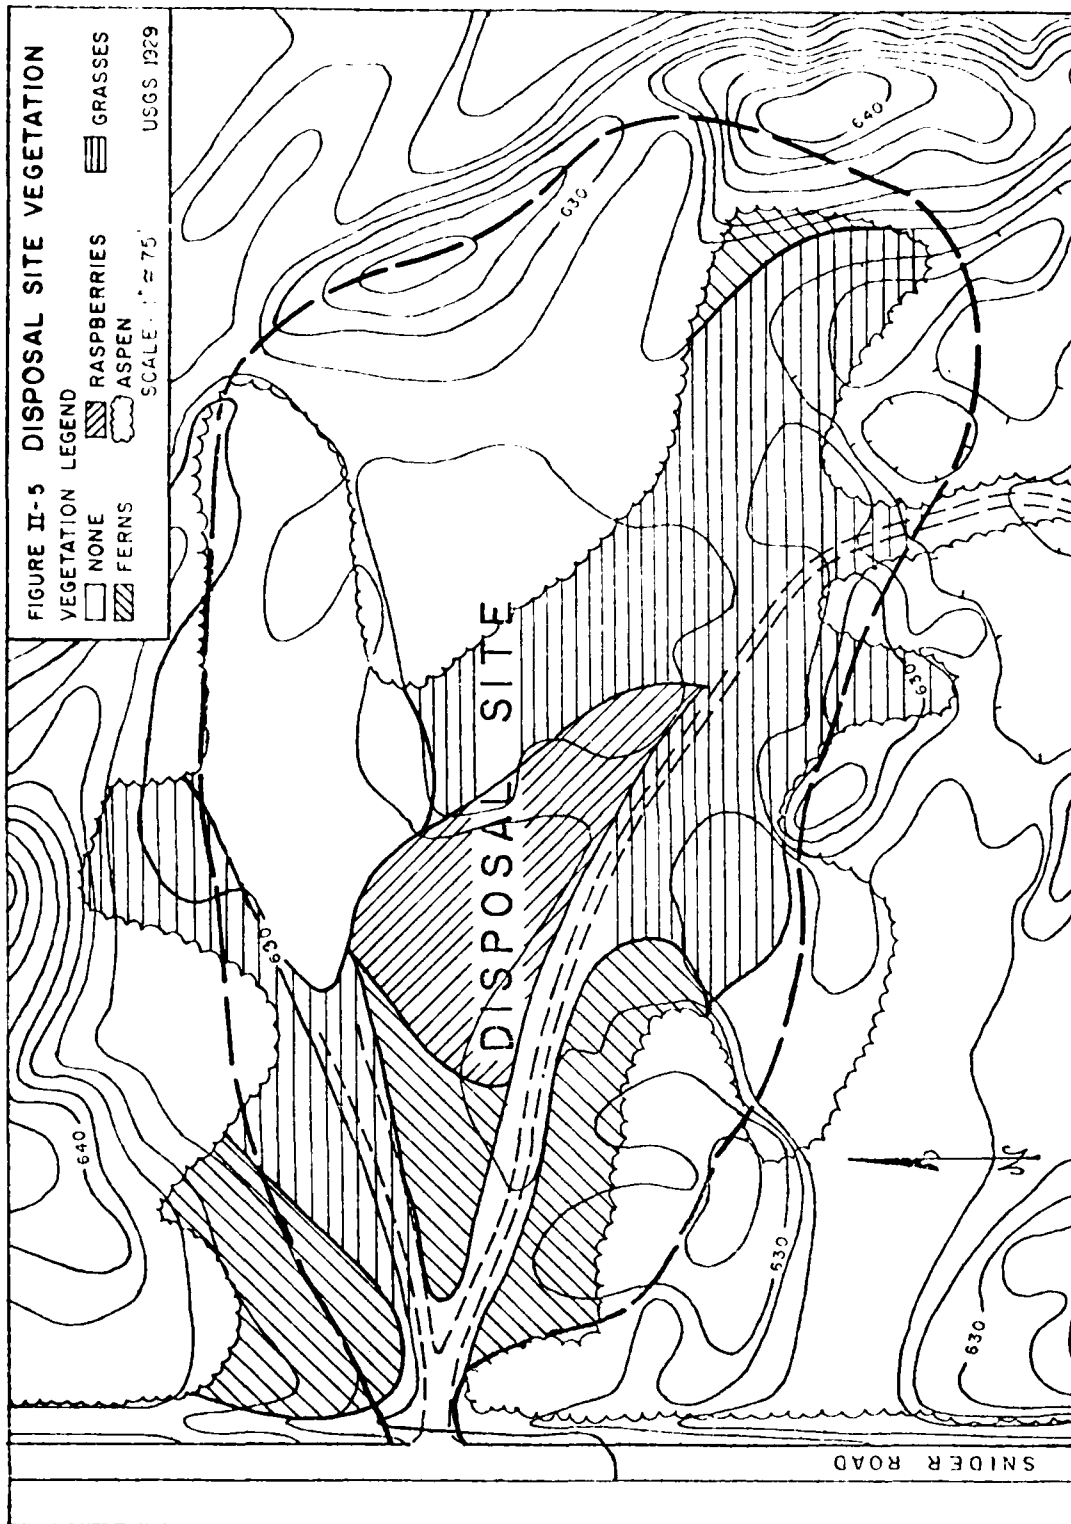 FIGURE II-5 DISPOSAL SITE VEGETATION
VEGETATION LEGEND
NONE
RASPBERRIES
GRASSES
FERNS
ASPEN
SCALE: 1" = 75'
USGS 1929
640
630
640
630
DISPOSAL SITE
630
630
630
N
SNIDER ROAD